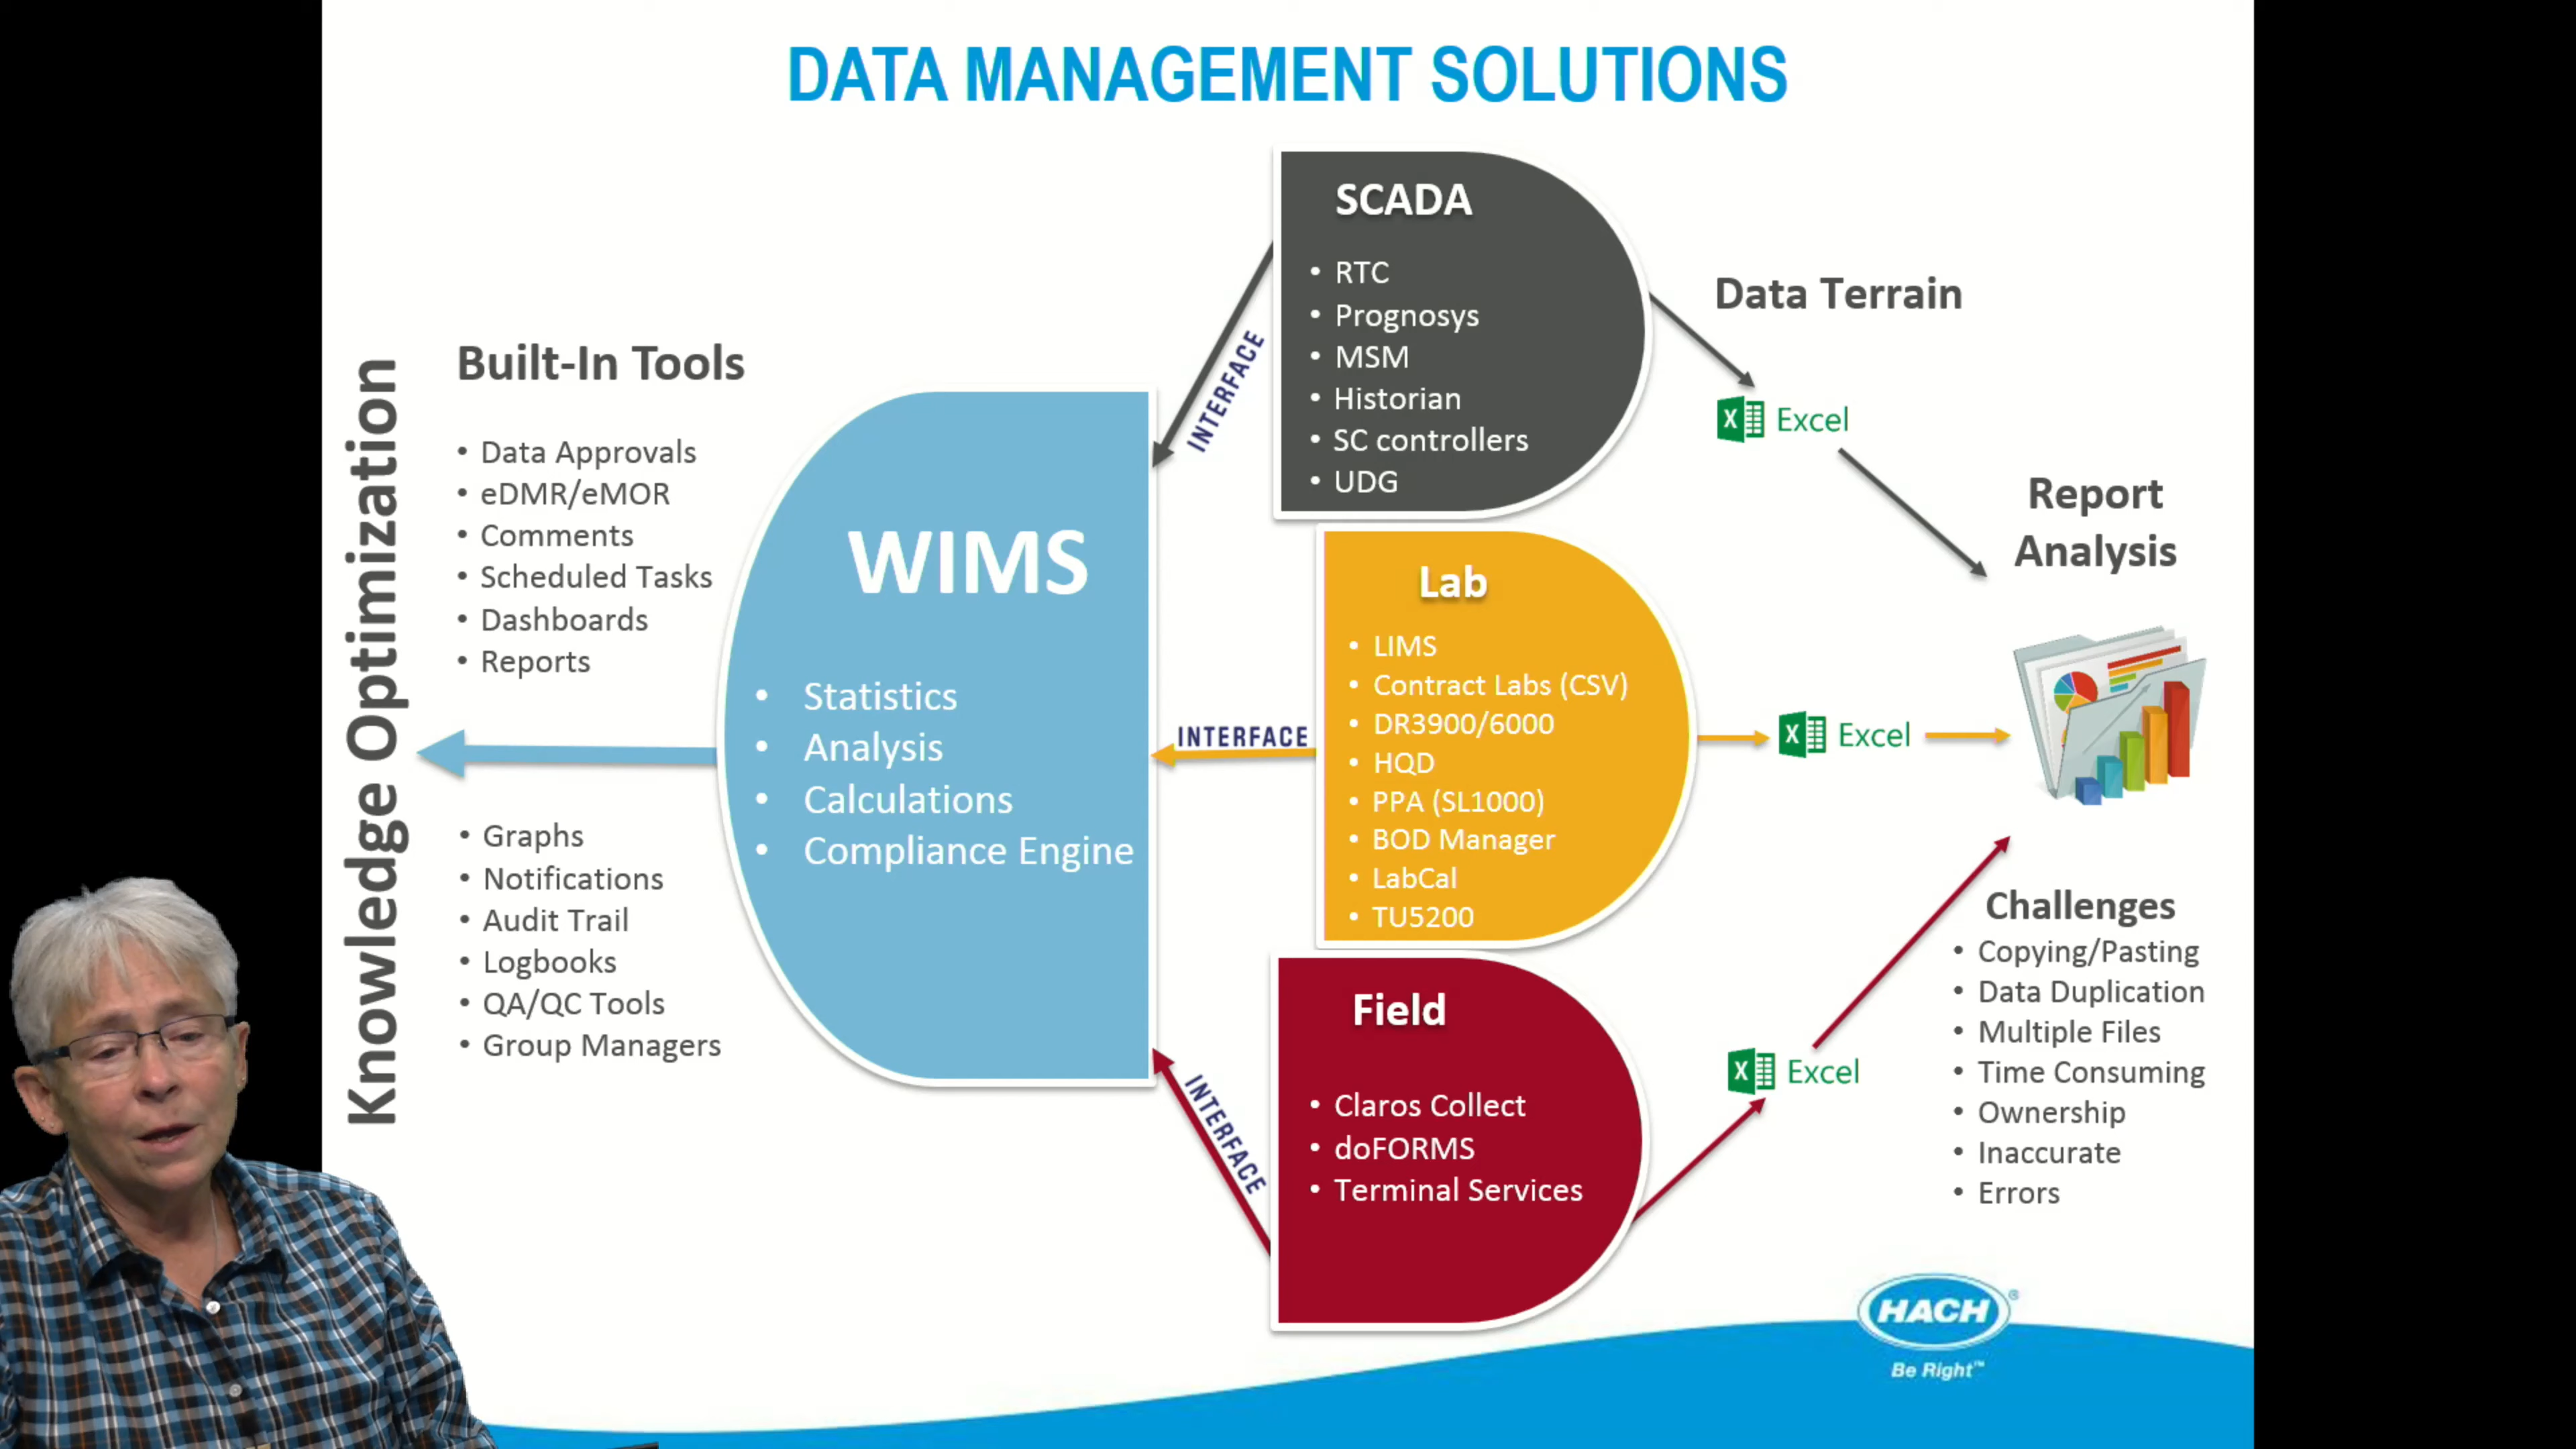 DATA MANAGEMENT SOLUTIONS
Knowledge Optimization
Built-In Tools
• Data Approvals
• eDMR/eMOR
• Comments
• Scheduled Tasks
• Dashboards
• Reports
• Graphs
• Notifications
• Audit Trail
• Logbooks
• QA/QC Tools
• Group Managers
WIMS
• Statistics
• Analysis
• Calculations
• Compliance Engine
INTERFACE
INTERFACE
INTERFACE
SCADA
• RTC
• Prognosys
• MSM
• Historian
• SC controllers
• UDG
Lab
• LIMS
• Contract Labs (CSV)
• DR3900/6000
• HQD
• PPA (SL1000)
• BOD Manager
• LabCal
• TU5200
Field
• Claros Collect
• doFORMS
• Terminal Services
Data Terrain
X Excel
X Excel
X Excel
Report
Analysis
Challenges
• Copying/Pasting
• Data Duplication
• Multiple Files
• Time Consuming
• Ownership
• Inaccurate
• Errors
HACH®
Be Right™